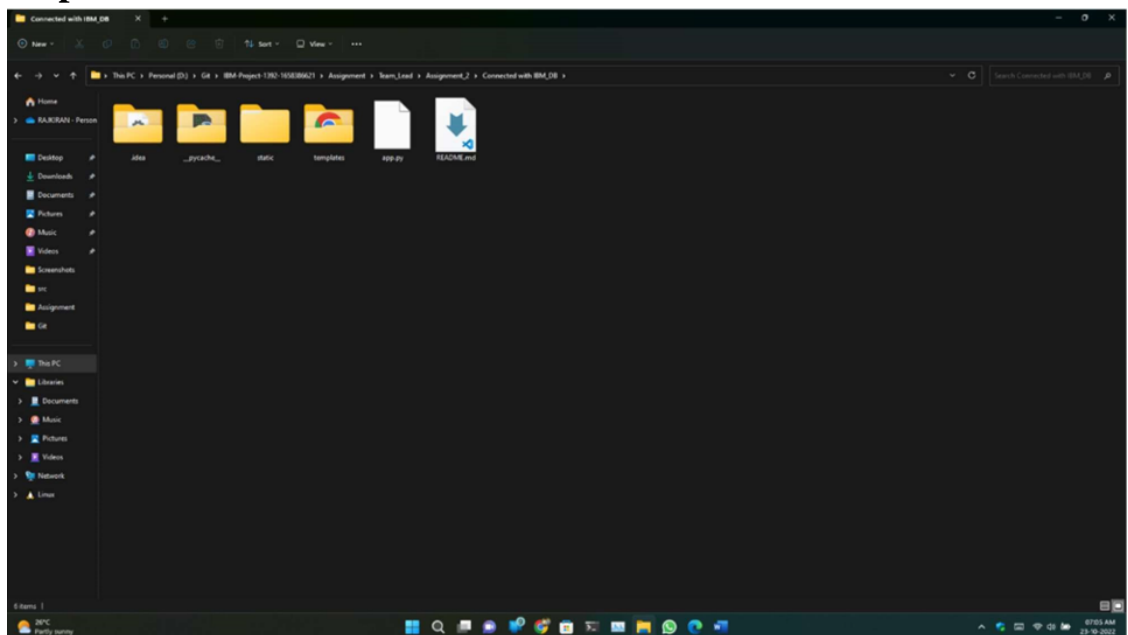 Connected with IBM_DB
New
Sort
View
This PC > Personal (D:) > Git > IBM-Project-1392-1658386621 > Assignment > Team_Lead > Assignment_2 > Connected with IBM_DB >
Search Connected with IBM_DB
Home
RAJKIRAN - Person
Desktop
Downloads
Documents
Pictures
Music
Videos
Screenshots
src
Assignment
Git
This PC
Libraries
Documents
Music
Pictures
Videos
Network
Linux
.idea
__pycache__
static
templates
app.py
README.md
6 items
26°C
Partly sunny
07:05 AM
23-10-2022